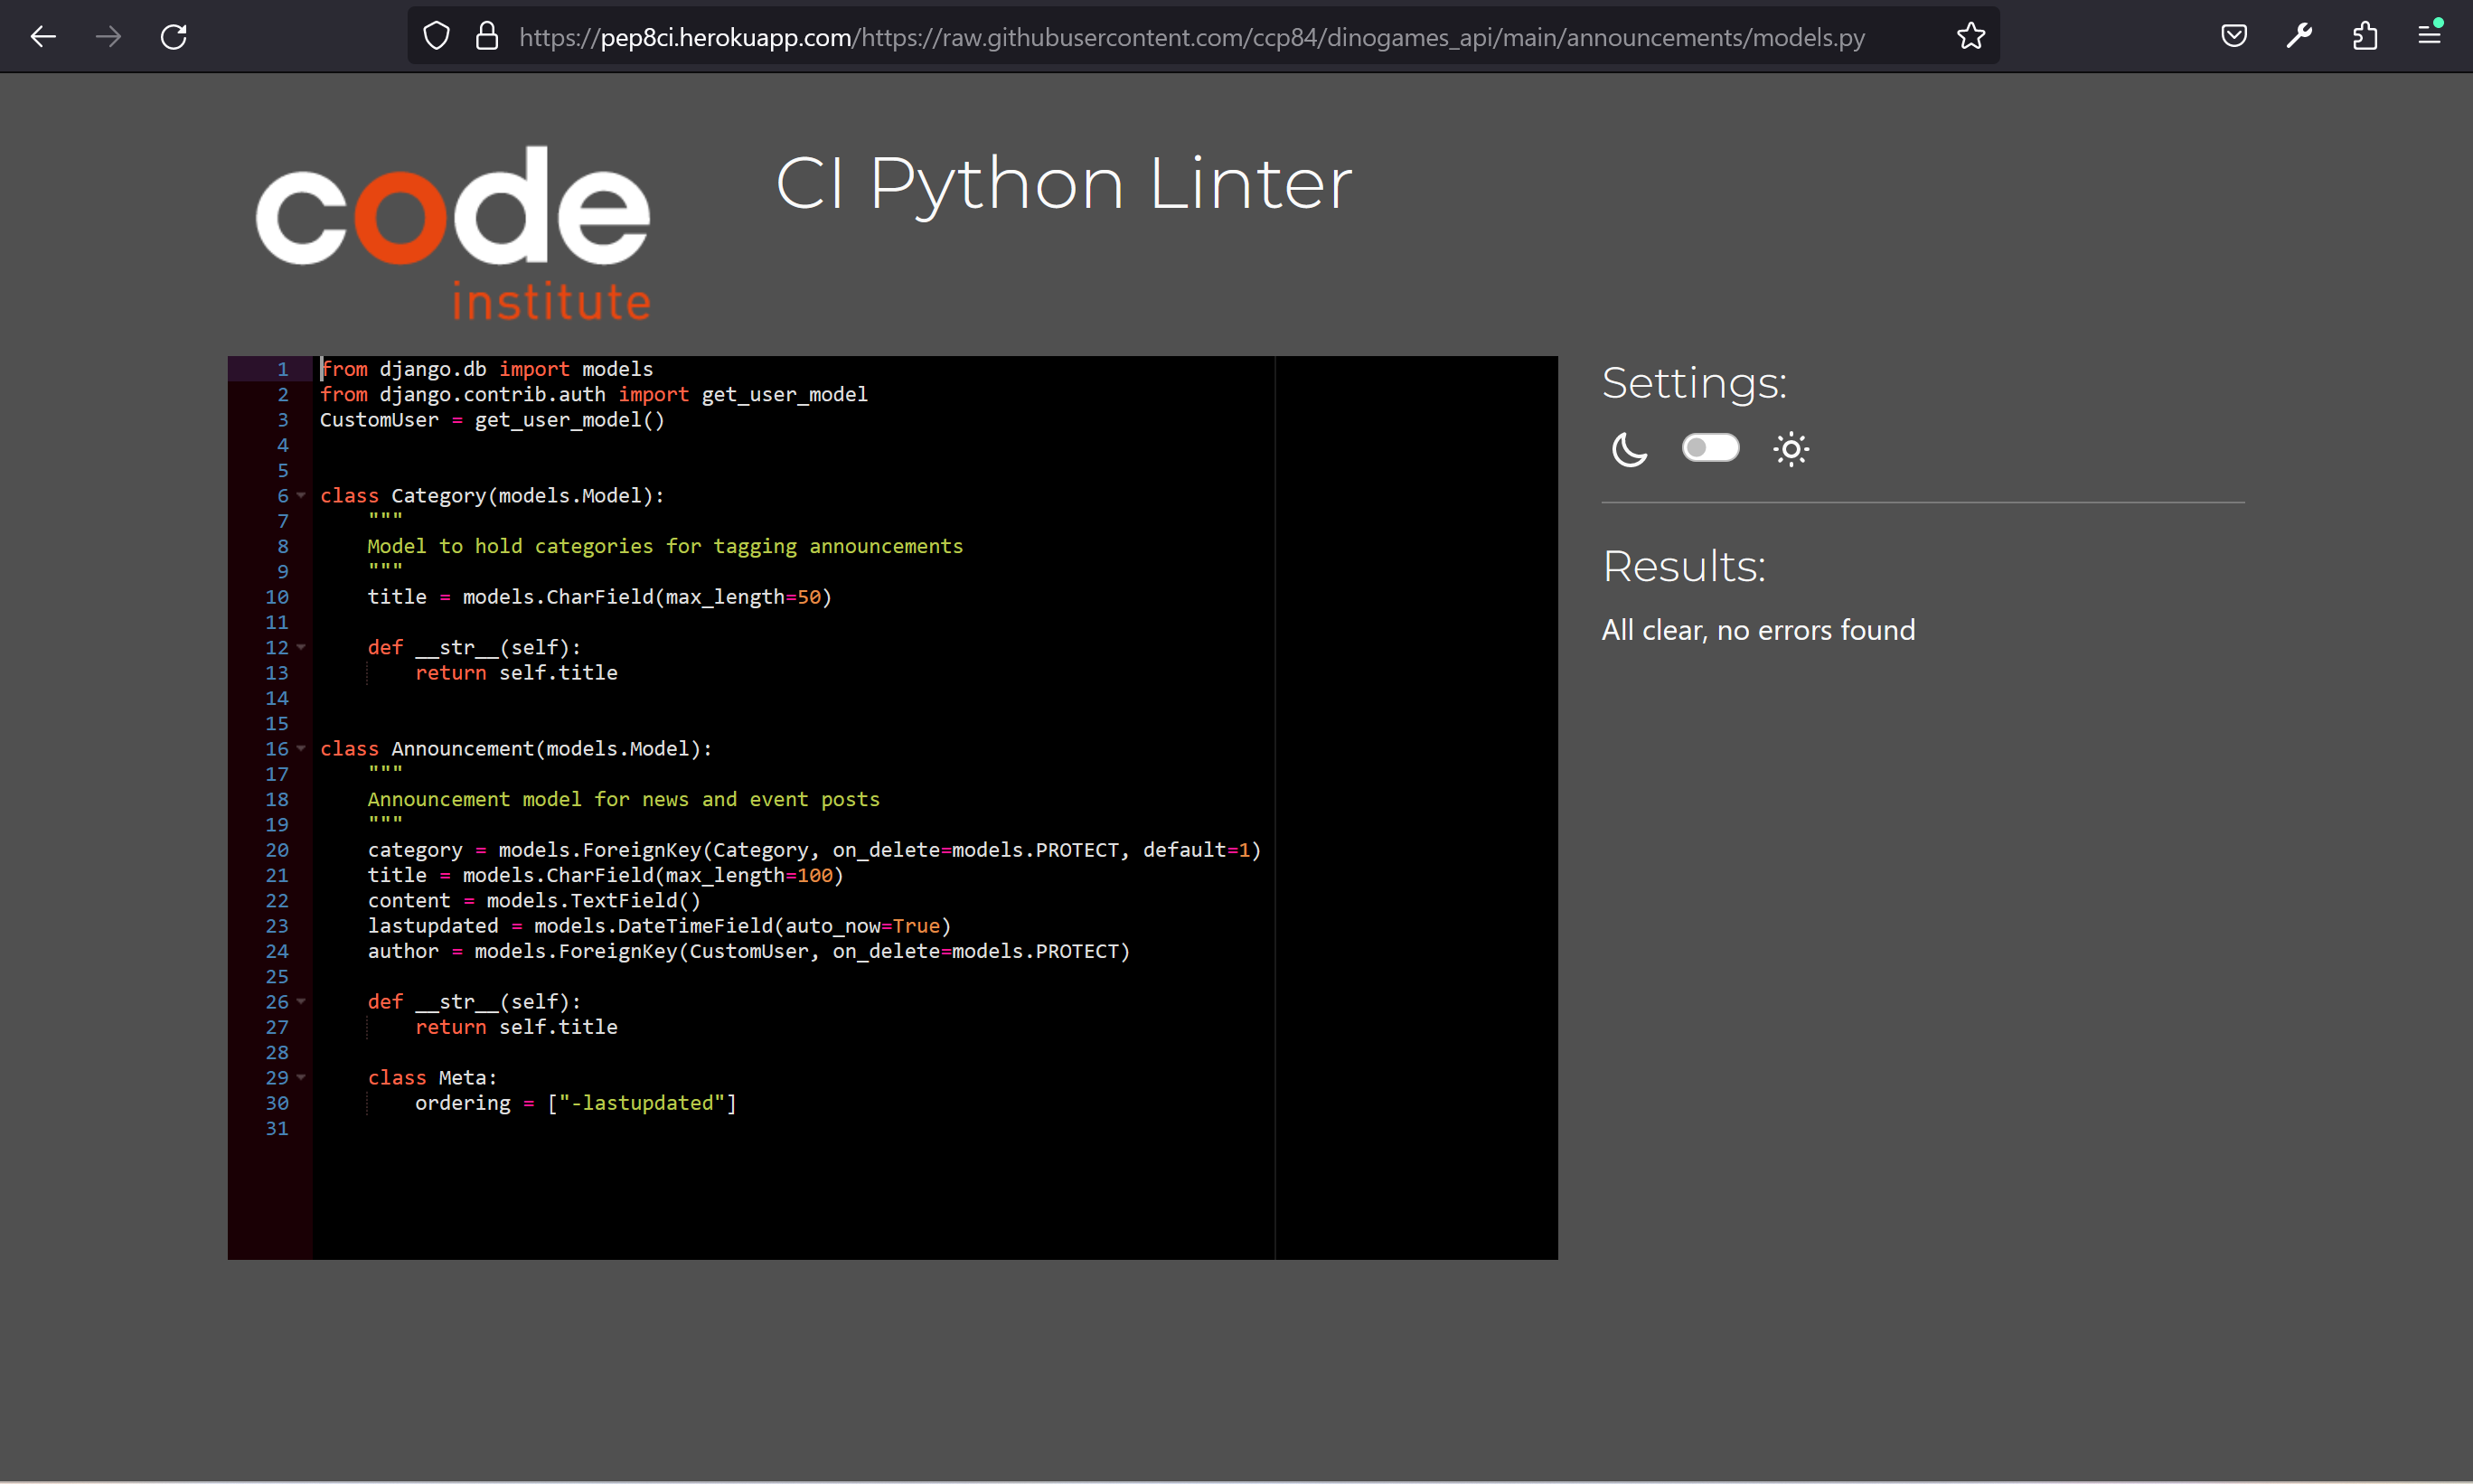 https://pep8ci.herokuapp.com/https://raw.githubusercontent.com/ccp84/dinogames_api/main/announcements/models.py
code
institute
CI Python Linter
1 from django.db import models
2 from django.contrib.auth import get_user_model
3 CustomUser = get_user_model()
4
5
6 class Category(models.Model):
7     """
8     Model to hold categories for tagging announcements
9     """
10     title = models.CharField(max_length=50)
11
12     def __str__(self):
13         return self.title
14
15
16 class Announcement(models.Model):
17     """
18     Announcement model for news and event posts
19     """
20     category = models.ForeignKey(Category, on_delete=models.PROTECT, default=1)
21     title = models.CharField(max_length=100)
22     content = models.TextField()
23     lastupdated = models.DateTimeField(auto_now=True)
24     author = models.ForeignKey(CustomUser, on_delete=models.PROTECT)
25
26     def __str__(self):
27         return self.title
28
29     class Meta:
30         ordering = ["-lastupdated"]
31
Settings:
Results:
All clear, no errors found